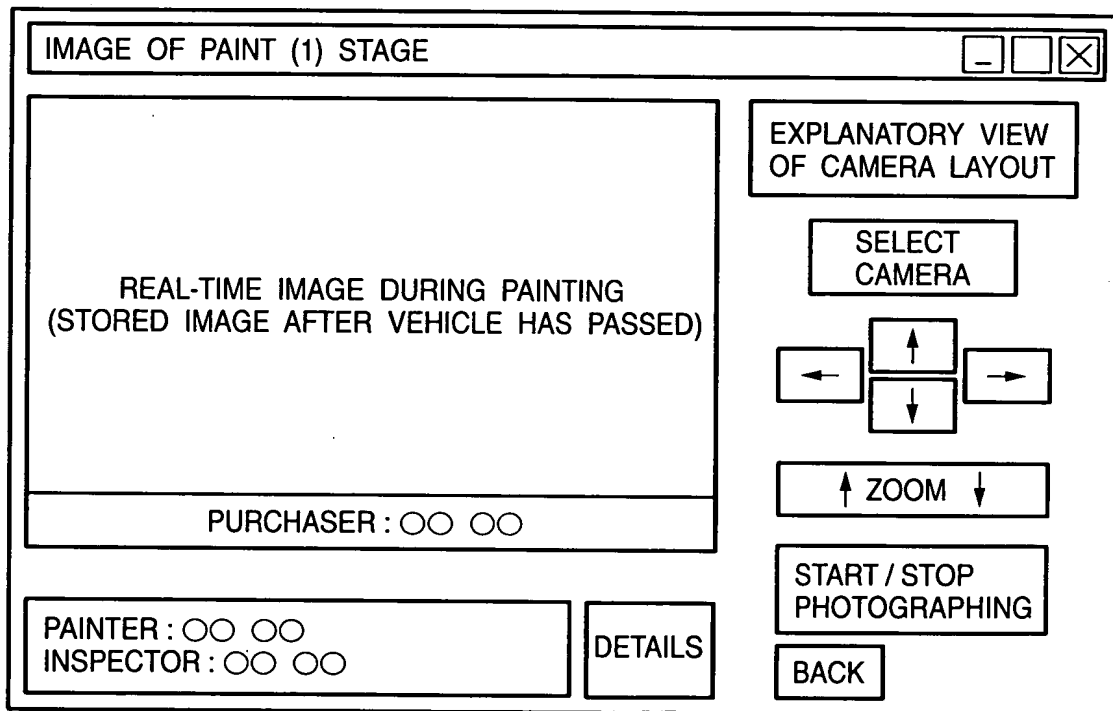 IMAGE OF PAINT (1) STAGE
REAL-TIME IMAGE DURING PAINTING
(STORED IMAGE AFTER VEHICLE HAS PASSED)
PURCHASER : ○○ ○○
PAINTER : ○○ ○○
INSPECTOR : ○○ ○○
DETAILS
EXPLANATORY VIEW
OF CAMERA LAYOUT
SELECT
CAMERA
↑
← →
↓
↑ ZOOM ↓
START / STOP
PHOTOGRAPHING
BACK